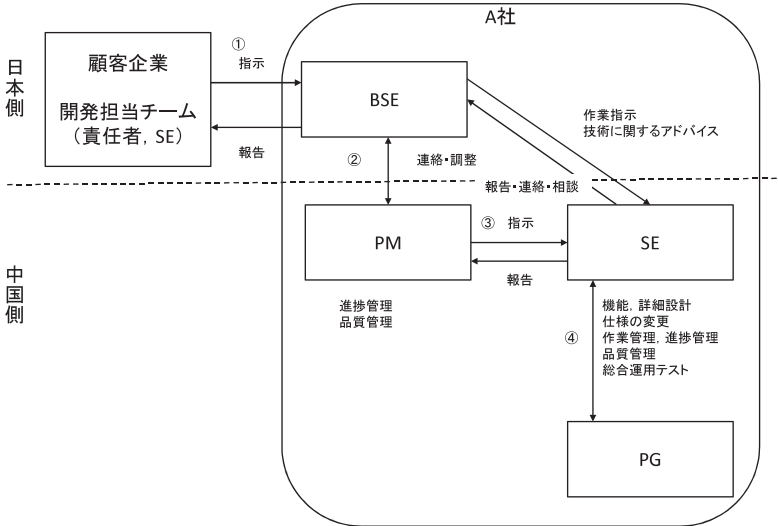 A社
日本側
顧客企業
開発担当チーム
(責任者, SE)
①
指示
報告
BSE
②
連絡・調整
作業指示
技術に関するアドバイス
報告・連絡・相談
中国側
PM
進捗管理
品質管理
③ 指示
報告
SE
④
機能, 詳細設計
仕様の変更
作業管理, 進捗管理
品質管理
総合運用テスト
PG